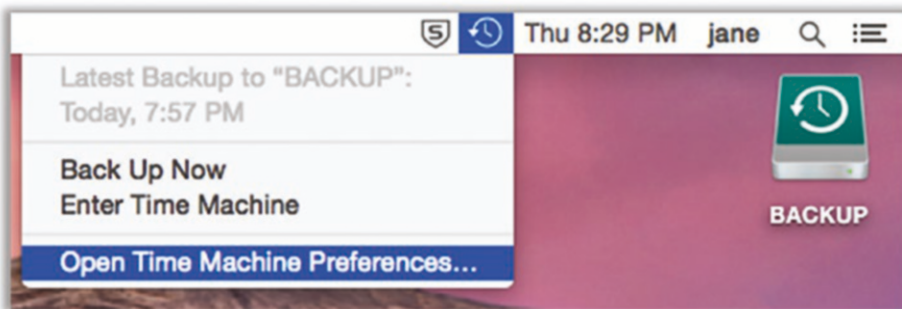 Thu 8:29 PM jane
Latest Backup to “BACKUP”:
Today, 7:57 PM
Back Up Now
Enter Time Machine
Open Time Machine Preferences...
BACKUP